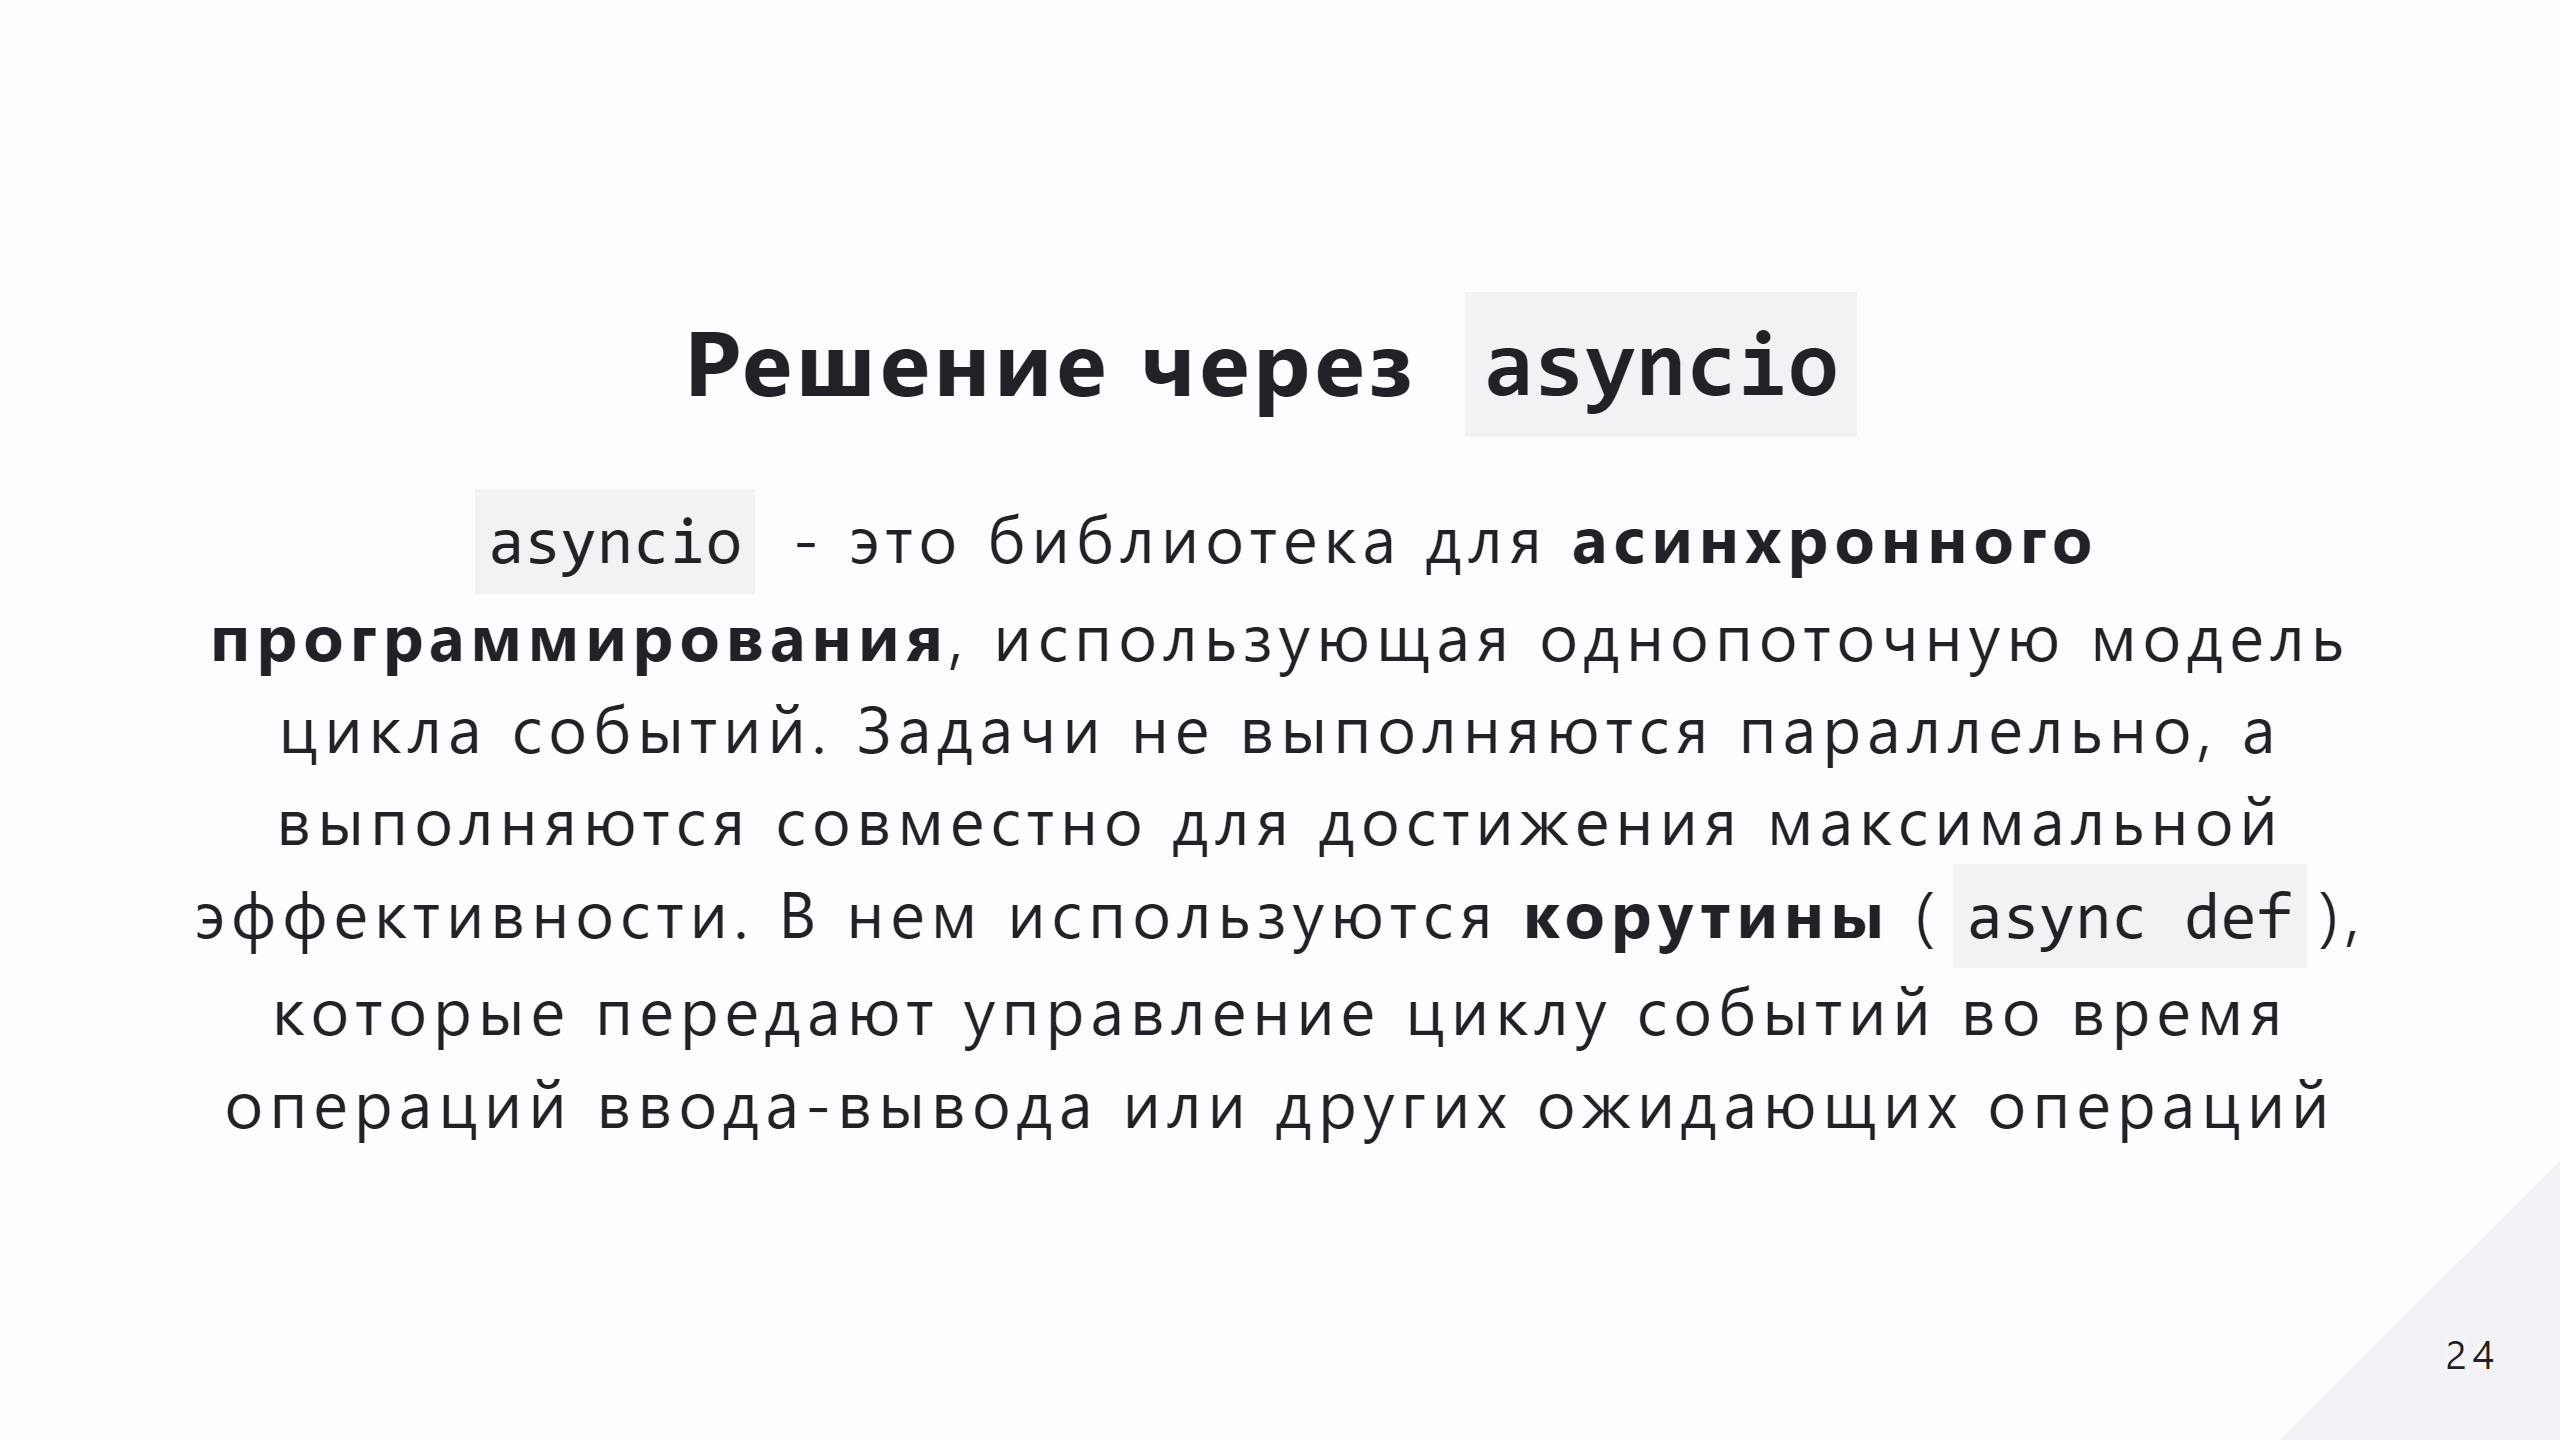 Решение через asyncio
asyncio - это библиотека для асинхронного
программирования, использующая однопоточную модель
цикла событий. Задачи не выполняются параллельно, а
выполняются совместно для достижения максимальной
эффективности. В нем используются корутины ( async def ),
которые передают управление циклу событий во время
операций ввода-вывода или других ожидающих операций
24